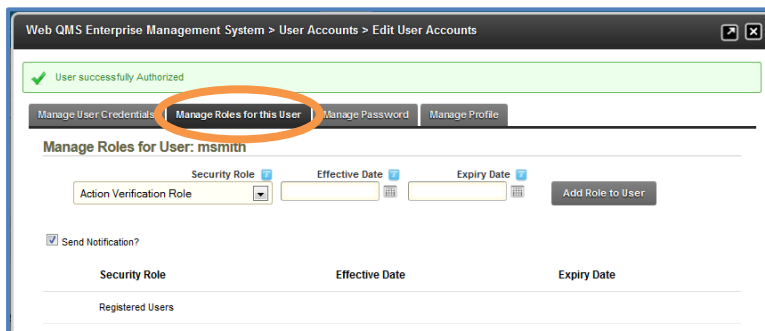 Web QMS Enterprise Management System > User Accounts > Edit User Accounts
User successfully Authorized
Manage User Credentials Manage Roles for this User Manage Password Manage Profile
Manage Roles for User: msmith
Security Role Effective Date Expiry Date
Action Verification Role Add Role to User
Send Notification?
Security Role Effective Date Expiry Date
Registered Users